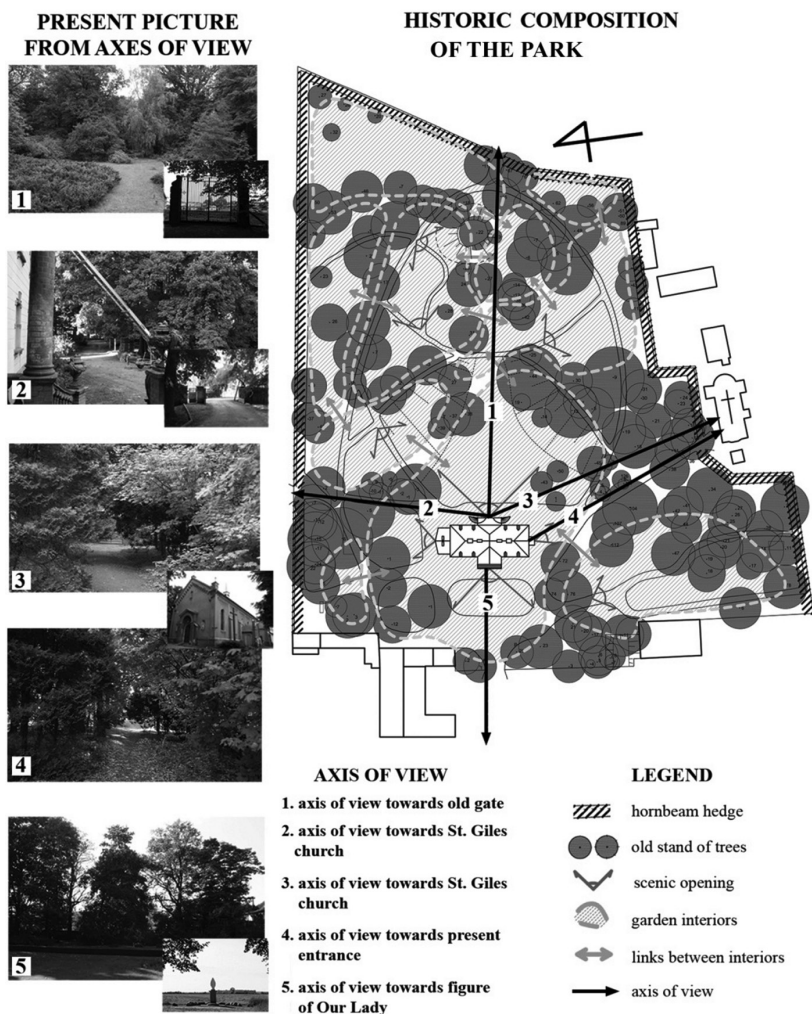 PRESENT PICTURE
FROM AXES OF VIEW
HISTORIC COMPOSITION
OF THE PARK
1
2
3
4
5
1
2
3
4
5
AXIS OF VIEW
1. axis of view towards old gate
2. axis of view towards St. Giles
church
3. axis of view towards St. Giles
church
4. axis of view towards present
entrance
5. axis of view towards figure
of Our Lady
LEGEND
hornbeam hedge
old stand of trees
scenic opening
garden interiors
links between interiors
axis of view